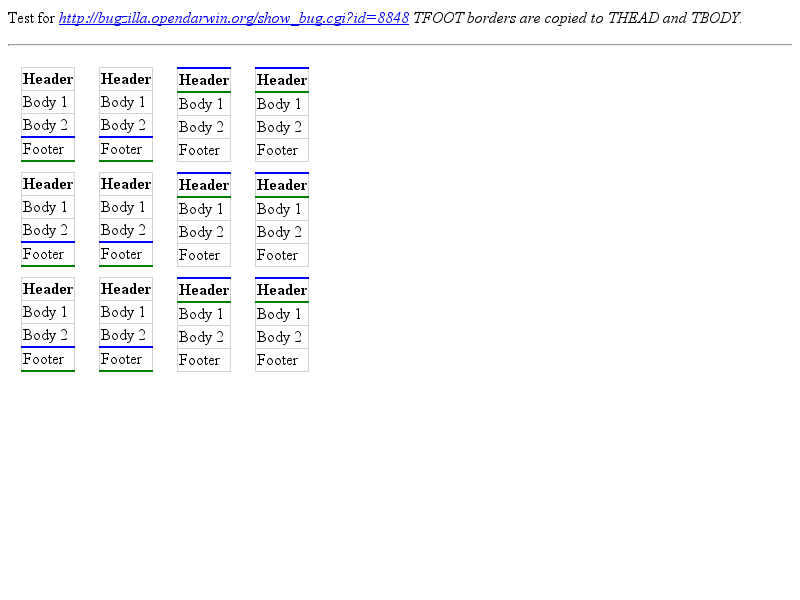 Test for http://bugzilla.opendarwin.org/show_bug.cgi?id=8848 TFOOT borders are copied to THEAD and TBODY.
Header Header Header Header
Body 1 Body 1 Body 1 Body 1
Body 2 Body 2 Body 2 Body 2
Footer Footer Footer Footer
Header Header Header Header
Body 1 Body 1 Body 1 Body 1
Body 2 Body 2 Body 2 Body 2
Footer Footer Footer Footer
Header Header Header Header
Body 1 Body 1 Body 1 Body 1
Body 2 Body 2 Body 2 Body 2
Footer Footer Footer Footer